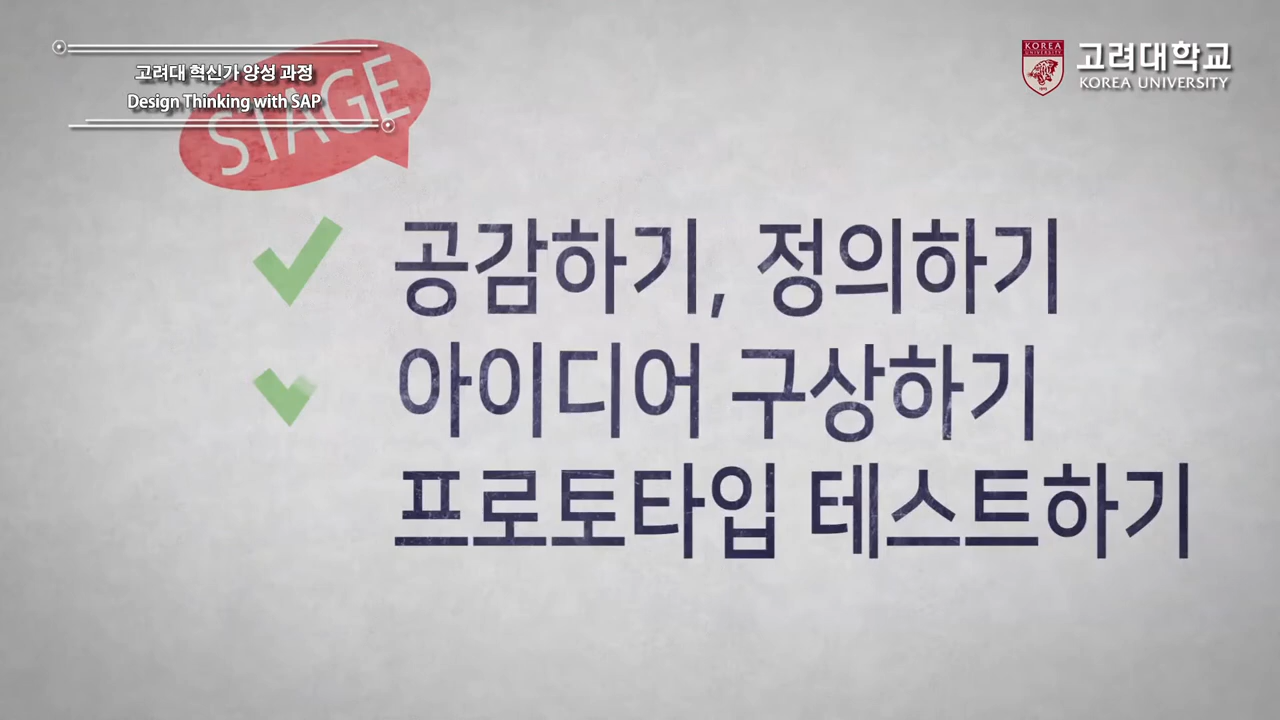 고려대 혁신가 양성 과정
Design Thinking with SAP
STAGE
KOREA
UNIVERSITY
고려대학교
KOREA UNIVERSITY
공감하기, 정의하기
아이디어 구상하기
프로토타입 테스트하기